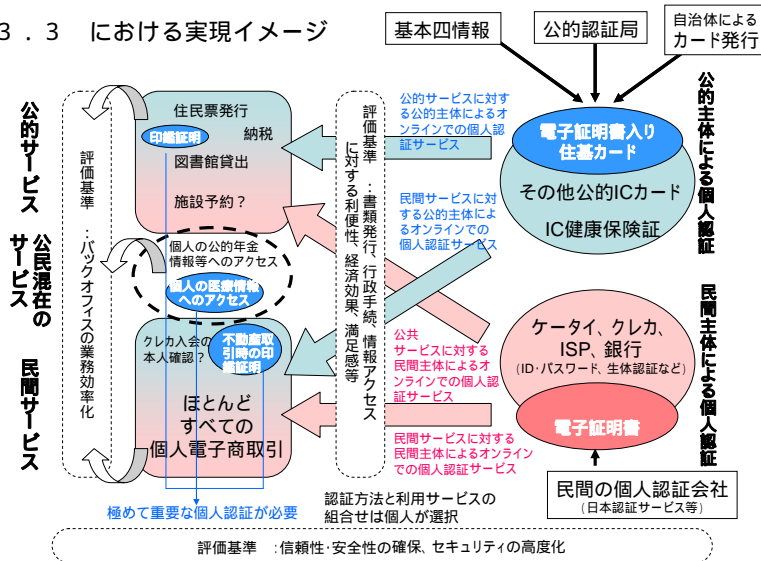 ３．３　における実現イメージ
基本四情報
公的認証局
自治体による
カード発行
公的サービス
公民混在の
サービス
民間サービス
評価基準　：バックオフィスの業務効率化
住民票発行
印鑑証明
納税
図書館貸出
施設予約？
個人の公的年金
情報等へのアクセス
個人の医療情報
へのアクセス
クレカ入会の
本人確認？
不動産取
引時の印
鑑証明
ほとんど
すべての
個人電子商取引
極めて重要な個人認証が必要
評価基準　：書類発行、行政手続、情報アクセス
に対する利便性、経済効果、満足感等
公的サービスに対す
る公的主体によるオ
ンラインでの個人認
証サービス
民間サービスに対
する公的主体によ
るオンラインでの
個人認証サービス
公共
サービスに対する
民間主体によるオ
ンラインでの個人認
証サービス
民間サービスに対する
民間主体によるオンライン
での個人認証サービス
認証方法と利用サービスの
組合せは個人が選択
電子証明書入り
住基カード
その他公的ICカード
IC健康保険証
公的主体による個人認証
ケータイ、クレカ、
ISP、銀行
(ID・パスワード、生体認証など)
電子証明書
民間主体による個人認証
民間の個人認証会社
（日本認証サービス等）
評価基準　：信頼性・安全性の確保、セキュリティの高度化